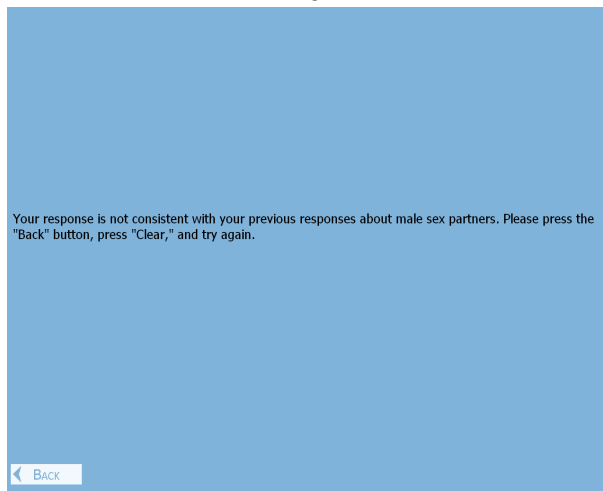 Your response is not consistent with your previous responses about male sex partners. Please press the
"Back" button, press "Clear," and try again.
BACK